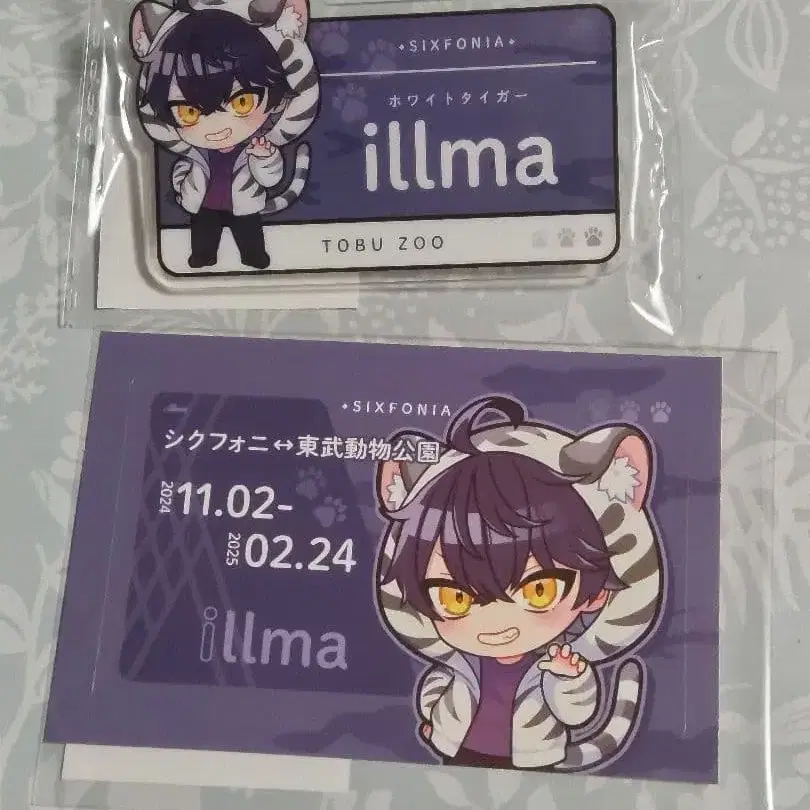 ◆SIXFONIA◆
ホワイトタイガー
illma
TOBU ZOO
◆SIXFONIA
シクフォニ↔東武動物公園
2024 11.02-
2025 02.24
illma